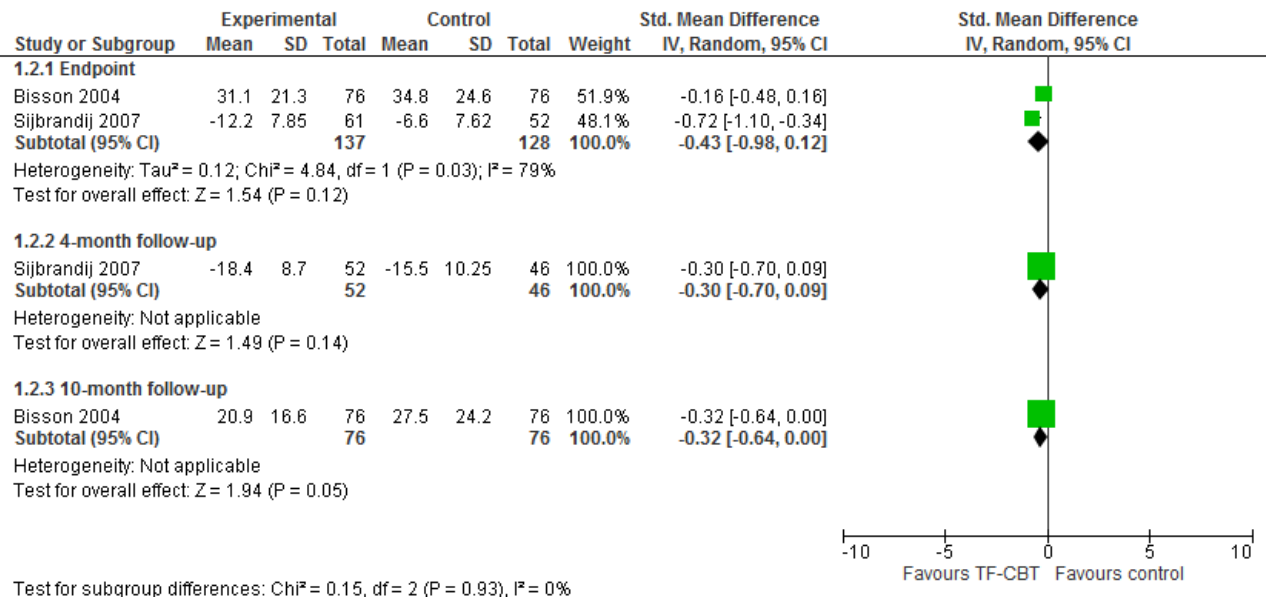 Experimental Control Std. Mean Difference Std. Mean Difference
Study or Subgroup Mean SD Total Mean SD Total Weight IV, Random, 95% CI IV, Random, 95% CI
1.2.1 Endpoint
Bisson 2004 31.1 21.3 76 34.8 24.6 76 51.9% -0.16 [-0.48, 0.16]
Sijbrandij 2007 -12.2 7.85 61 -6.6 7.62 52 48.1% -0.72 [-1.10, -0.34]
Subtotal (95% CI) 137 128 100.0% -0.43 [-0.98, 0.12]
Heterogeneity: Tau² = 0.12; Chi² = 4.84, df = 1 (P = 0.03); I² = 79%
Test for overall effect: Z = 1.54 (P = 0.12)
1.2.2 4-month follow-up
Sijbrandij 2007 -18.4 8.7 52 -15.5 10.25 46 100.0% -0.30 [-0.70, 0.09]
Subtotal (95% CI) 52 46 100.0% -0.30 [-0.70, 0.09]
Heterogeneity: Not applicable
Test for overall effect: Z = 1.49 (P = 0.14)
1.2.3 10-month follow-up
Bisson 2004 20.9 16.6 76 27.5 24.2 76 100.0% -0.32 [-0.64, 0.00]
Subtotal (95% CI) 76 76 100.0% -0.32 [-0.64, 0.00]
Heterogeneity: Not applicable
Test for overall effect: Z = 1.94 (P = 0.05)
-10 -5 0 5 10
Favours TF-CBT Favours control
Test for subgroup differences: Chi² = 0.15, df = 2 (P = 0.93), I² = 0%